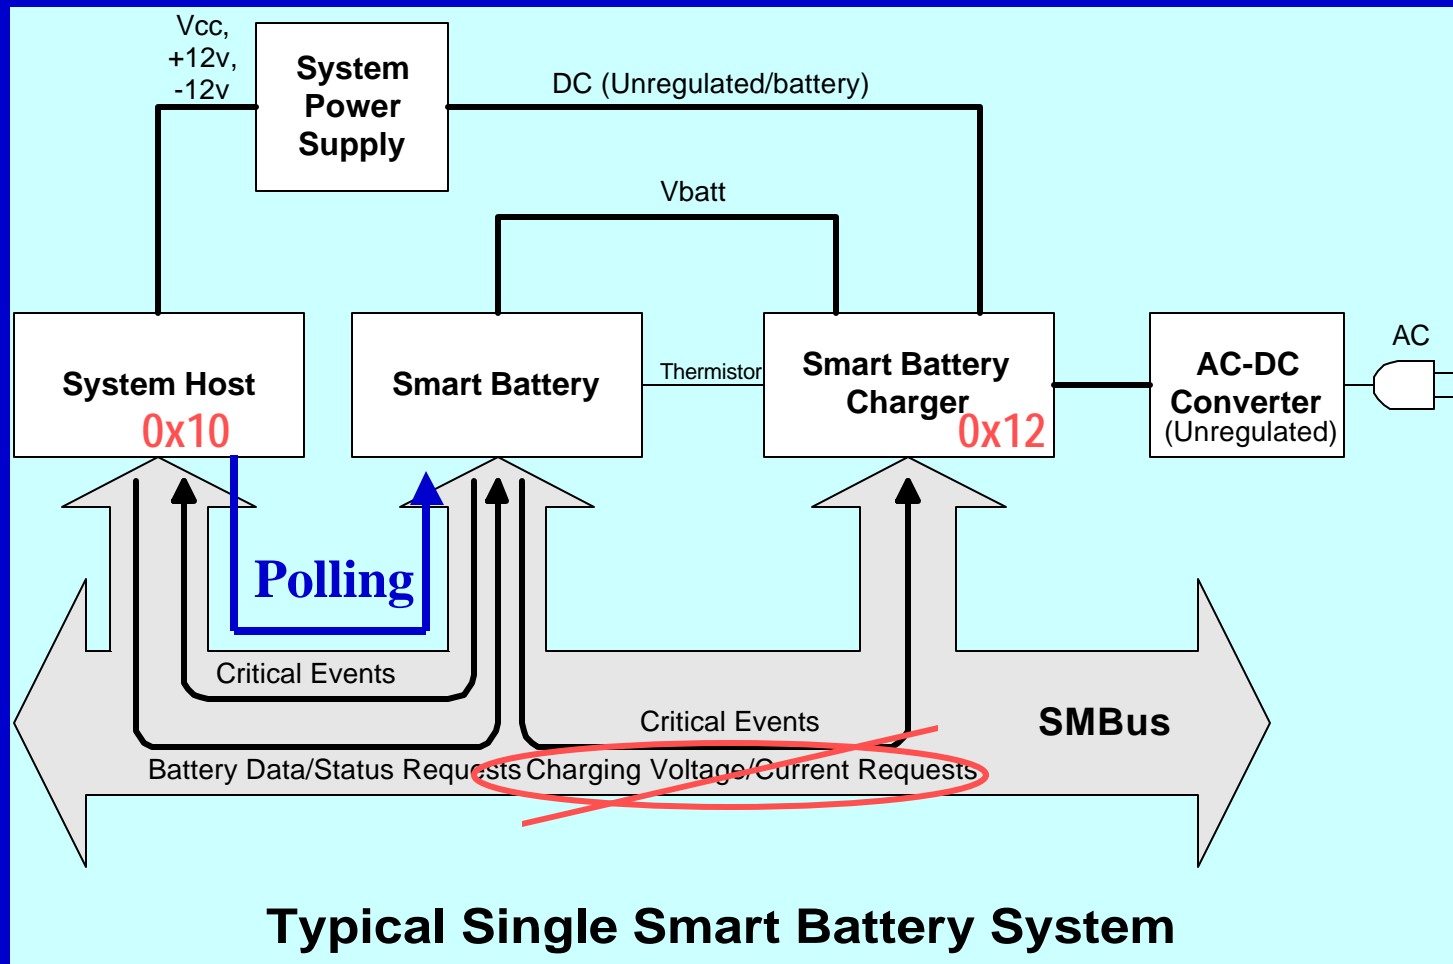 Vcc,
+12v,
-12v
System
Power
Supply
DC (Unregulated/battery)
Vbatt
System Host
0x10
Smart Battery
Thermistor
Smart Battery
Charger
0x12
AC-DC
Converter
(Unregulated)
AC
Polling
Critical Events
Critical Events
SMBus
Battery Data/Status Requests
Charging Voltage/Current Requests
Typical Single Smart Battery System